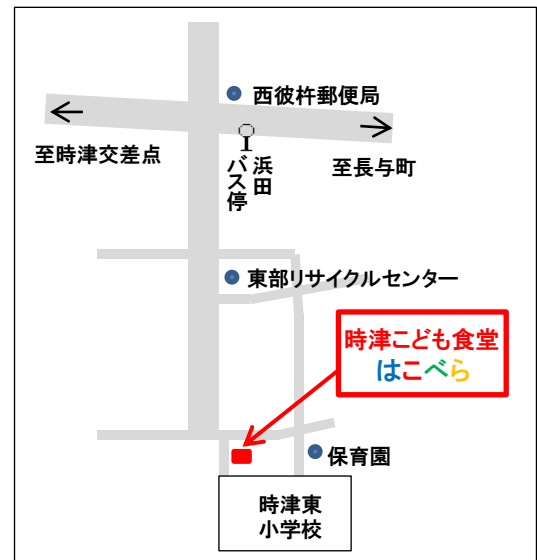 西彼杵郵便局
至時津交差点
浜田
バス停
至長与町
東部リサイクルセンター
時津こども食堂
はこべら
保育園
時津東
小学校